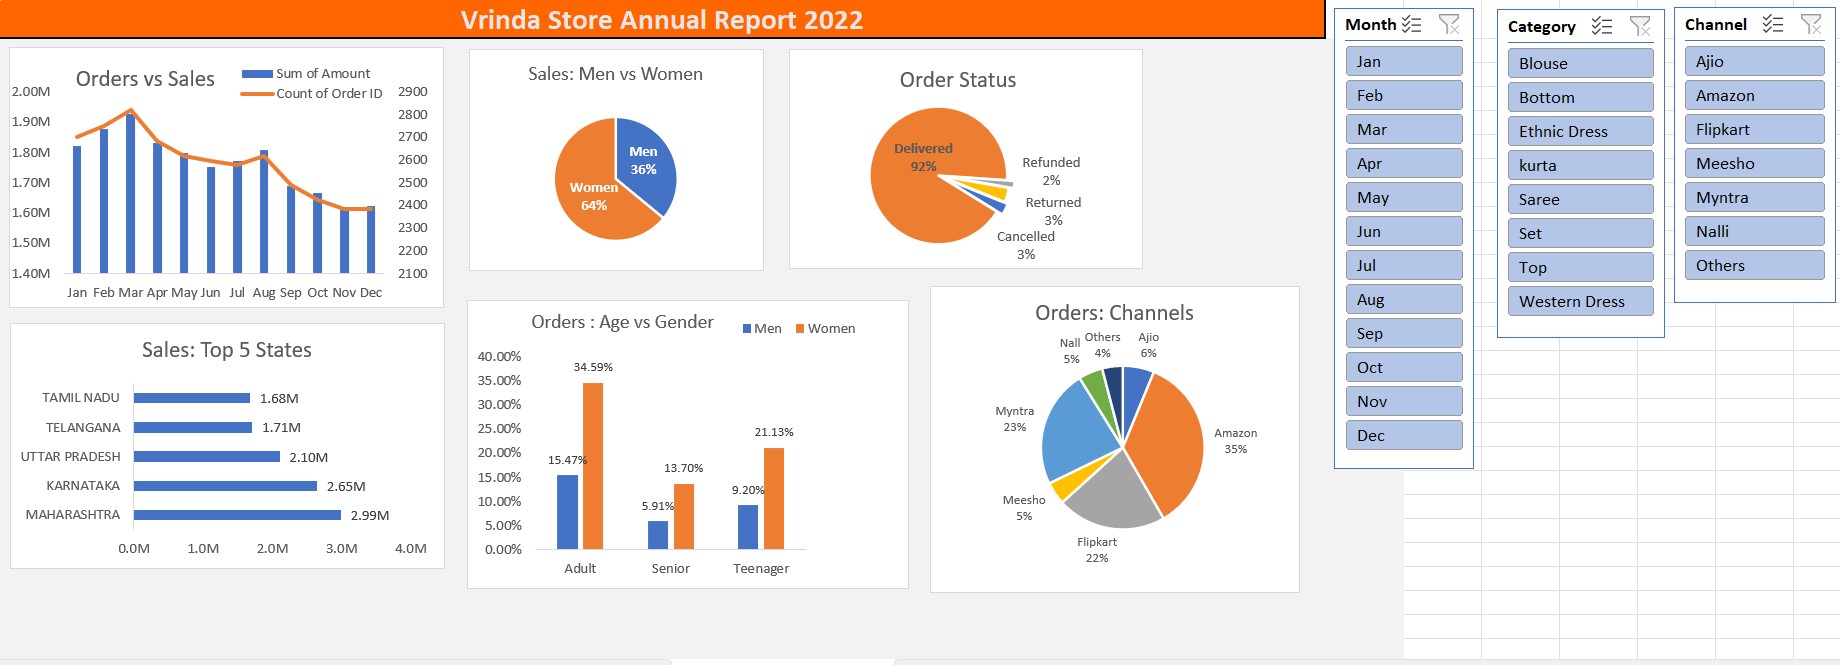 Vrinda Store Annual Report 2022
Orders vs Sales
Sum of Amount
Count of Order ID
2.00M
1.90M
1.80M
1.70M
1.60M
1.50M
1.40M
2900
2800
2700
2600
2500
2400
2300
2200
2100
Jan Feb Mar Apr May Jun Jul Aug Sep Oct Nov Dec
Sales: Men vs Women
Men
36%
Women
64%
Order Status
Delivered
92%
Refunded
2%
Returned
3%
Cancelled
3%
Sales: Top 5 States
TAMIL NADU 1.68M
TELANGANA 1.71M
UTTAR PRADESH 2.10M
KARNATAKA 2.65M
MAHARASHTRA 2.99M
0.0M 1.0M 2.0M 3.0M 4.0M
Orders : Age vs Gender
Men Women
40.00%
35.00%
30.00%
25.00%
20.00%
15.00%
10.00%
5.00%
0.00%
15.47% 34.59%
5.91% 13.70%
9.20% 21.13%
Adult Senior Teenager
Orders: Channels
Nall
5%
Others
4%
Ajio
6%
Myntra
23%
Amazon
35%
Meesho
5%
Flipkart
22%
Month
Jan
Feb
Mar
Apr
May
Jun
Jul
Aug
Sep
Oct
Nov
Dec
Category
Blouse
Bottom
Ethnic Dress
kurta
Saree
Set
Top
Western Dress
Channel
Ajio
Amazon
Flipkart
Meesho
Myntra
Nalli
Others